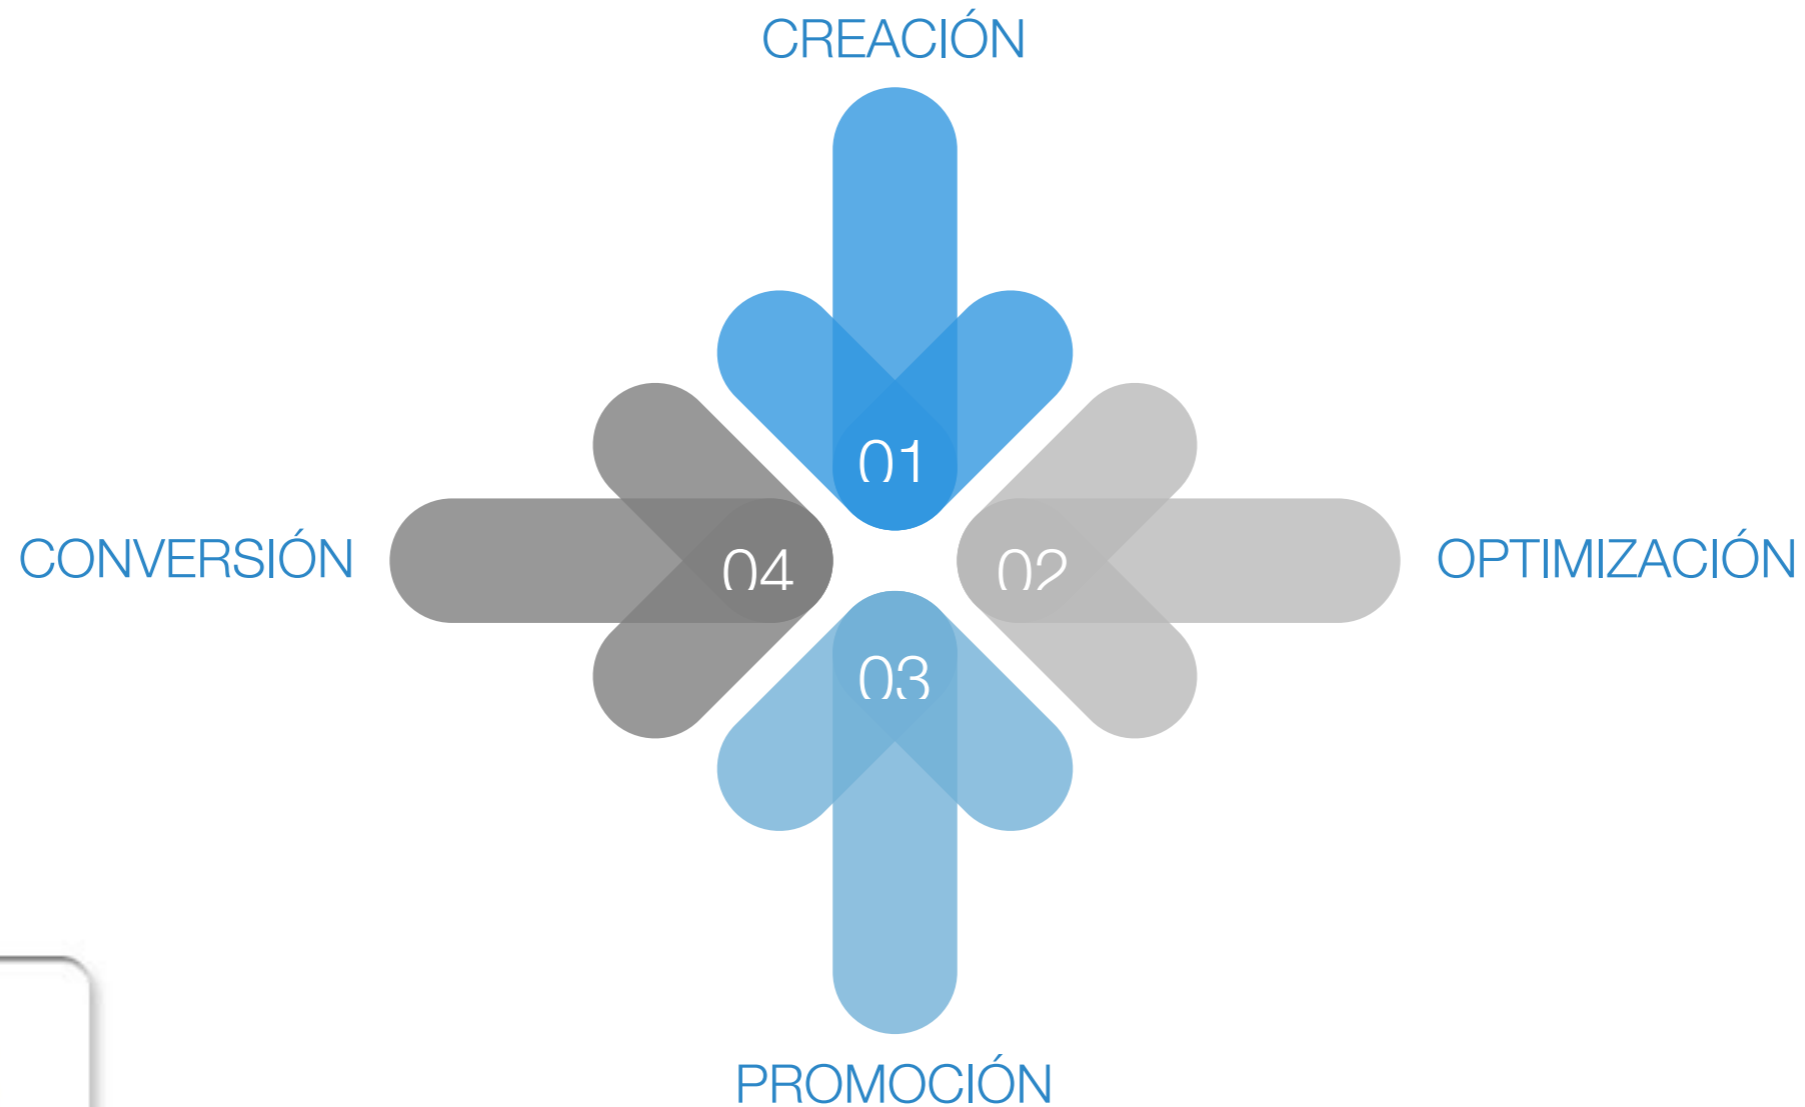 CREACIÓN
01
CONVERSIÓN
04
02
OPTIMIZACIÓN
03
PROMOCIÓN